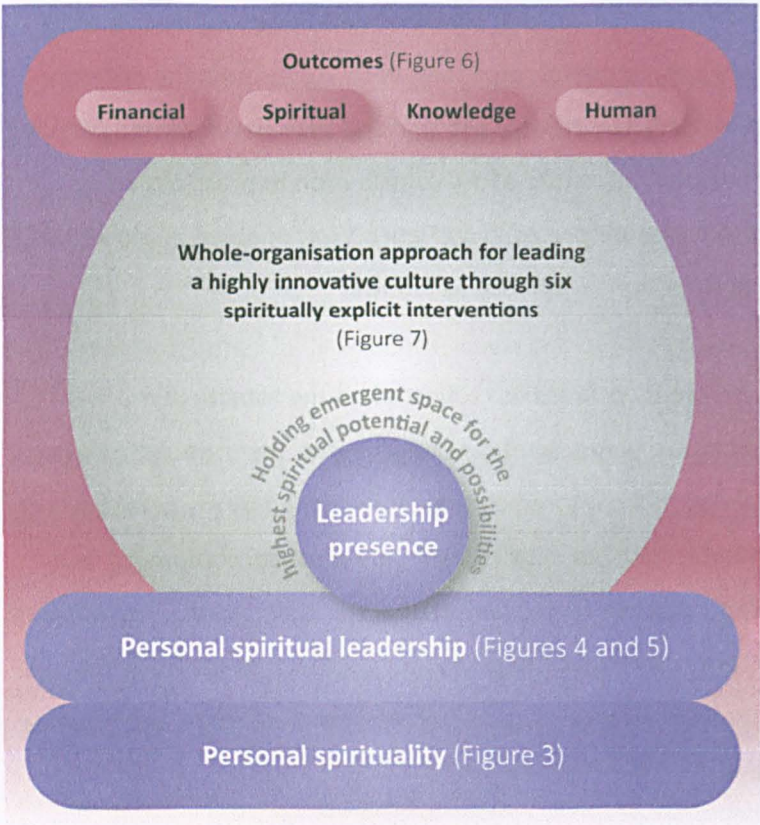 Outcomes (Figure 6)
Financial Spiritual Knowledge Human
Whole-organisation approach for leading
a highly innovative culture through six
spiritually explicit interventions
(Figure 7)
Holding emergent space for the
highest spiritual potential and possibilities
Leadership
presence
Personal spiritual leadership (Figures 4 and 5)
Personal spirituality (Figure 3)